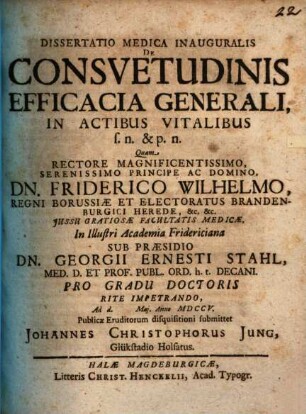 22
DISSERTATIO MEDICA INAUGURALIS
De
CONSVETUDINIS
EFFICACIA GENERALI,
IN ACTIBUS VITALIBUS
s. n. & p. n.
Quam
RECTORE MAGNIFICENTISSIMO,
SERENISSIMO PRINCIPE AC DOMINO,
DN. FRIDERICO WILHELMO,
REGNI BORUSSIÆ ET ELECTORATUS BRANDEN-
BURGICI HEREDE, &c. &c.
JUSSU GRATIOSÆ FACULTATIS MEDICÆ,
In Illustri Academia Fridericiana
SUB PRÆSIDIO
DN. GEORGII ERNESTI STAHL,
MED. D. ET PROF. PUBL. ORD. h. t. DECANI.
PRO GRADU DOCTORIS
RITE IMPETRANDO,
Ad d. Maj. Anno MDCCV.
Publicæ Eruditorum disquisitioni submittet
JOHANNES CHRISTOPHORUS JUNG,
Glükstadio Holsatus.
HALÆ MAGDEBURGICÆ,
Litteris CHRIST. HENCKELII, Acad. Typogr.